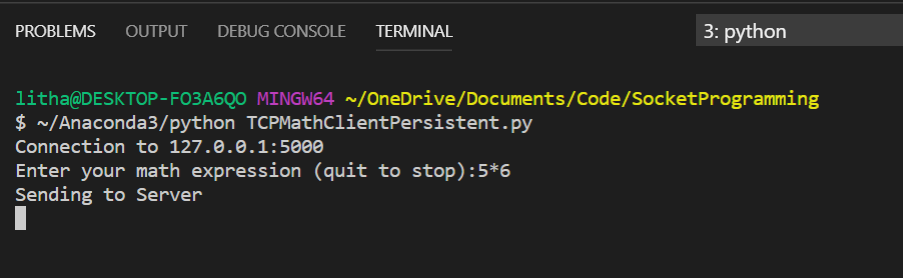 PROBLEMS OUTPUT DEBUG CONSOLE TERMINAL 3: python
litha@DESKTOP-FO3A6QO MINGW64 ~/OneDrive/Documents/Code/SocketProgramming
$ ~/Anaconda3/python TCPMathClientPersistent.py
Connection to 127.0.0.1:5000
Enter your math expression (quit to stop):5*6
Sending to Server